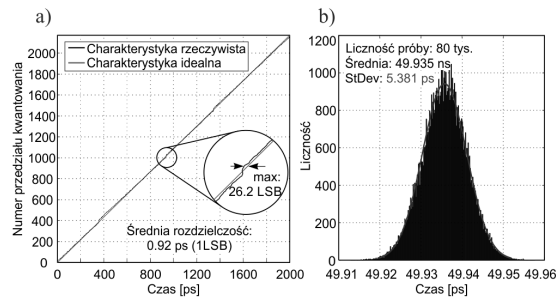 a)
Numer przedziału kwantowania
2000
1800
1600
1400
1200
1000
800
600
400
200
0
Charakterystyka rzeczywista
Charakterystyka idealna
max:
26.2 LSB
Średnia rozdzielczość:
0.92 ps (1LSB)
0 400 800 1200 1600 2000
Czas [ps]
b)
Liczność
1200
1000
800
600
400
200
0
Liczność próby: 80 tys.
Średnia: 49.935 ns
StDev: 5.381 ps
49.91 49.92 49.93 49.94 49.95 49.96
Czas [ps]